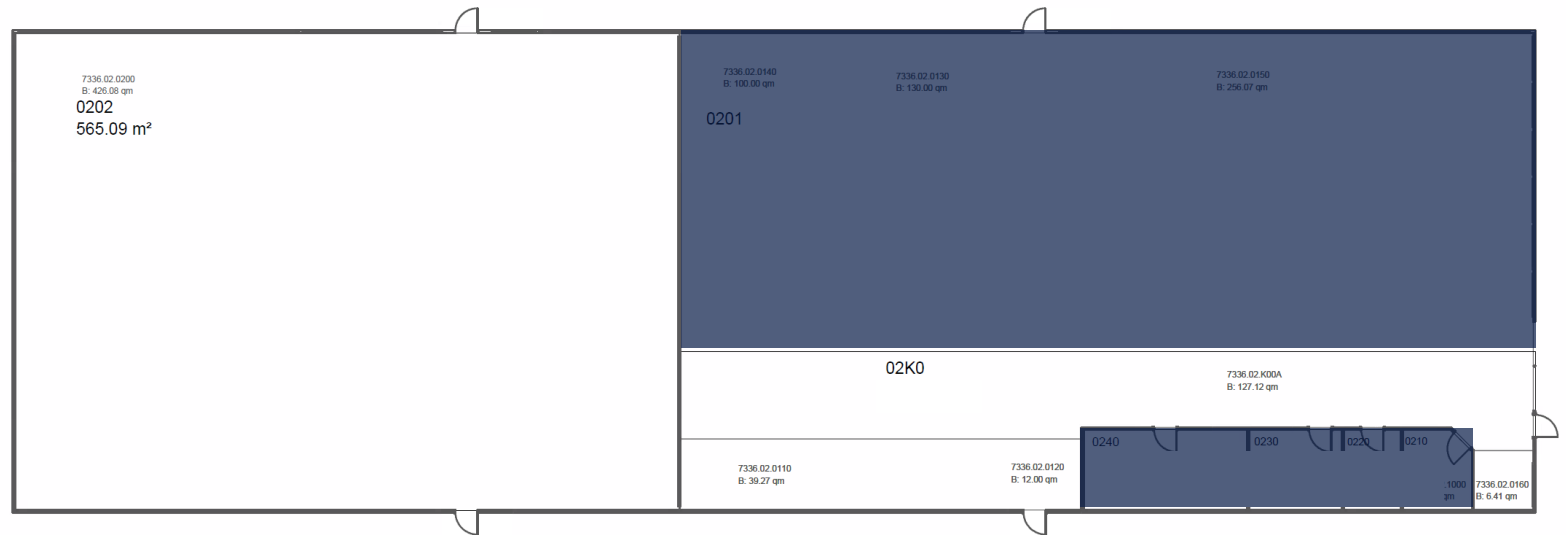 7336.02.0200
B: 426.08 qm
0202
565.09 m²
7336.02.0140
B: 100.00 qm
0201
7336.02.0130
B: 130.00 qm
7336.02.0150
B: 256.07 qm
02K0
7336.02.K00A
B: 127.12 qm
7336.02.0110
B: 39.27 qm
7336.02.0120
B: 12.00 qm
0240
0230
0220
0210
.1000
qm
7336.02.0160
B: 6.41 qm